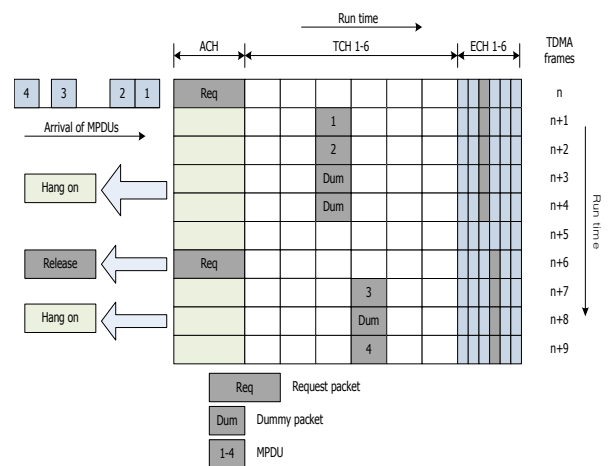 Run time
ACH TCH 1-6 ECH 1-6 TDMA frames
4 3 2 1 Req n
Arrival of MPDUs 1 n+1
2 n+2
Hang on Dum n+3
Dum n+4
n+5
Release Req n+6
3 n+7
Hang on Dum n+8
4 n+9
Run time
Req Request packet
Dum Dummy packet
1-4 MPDU